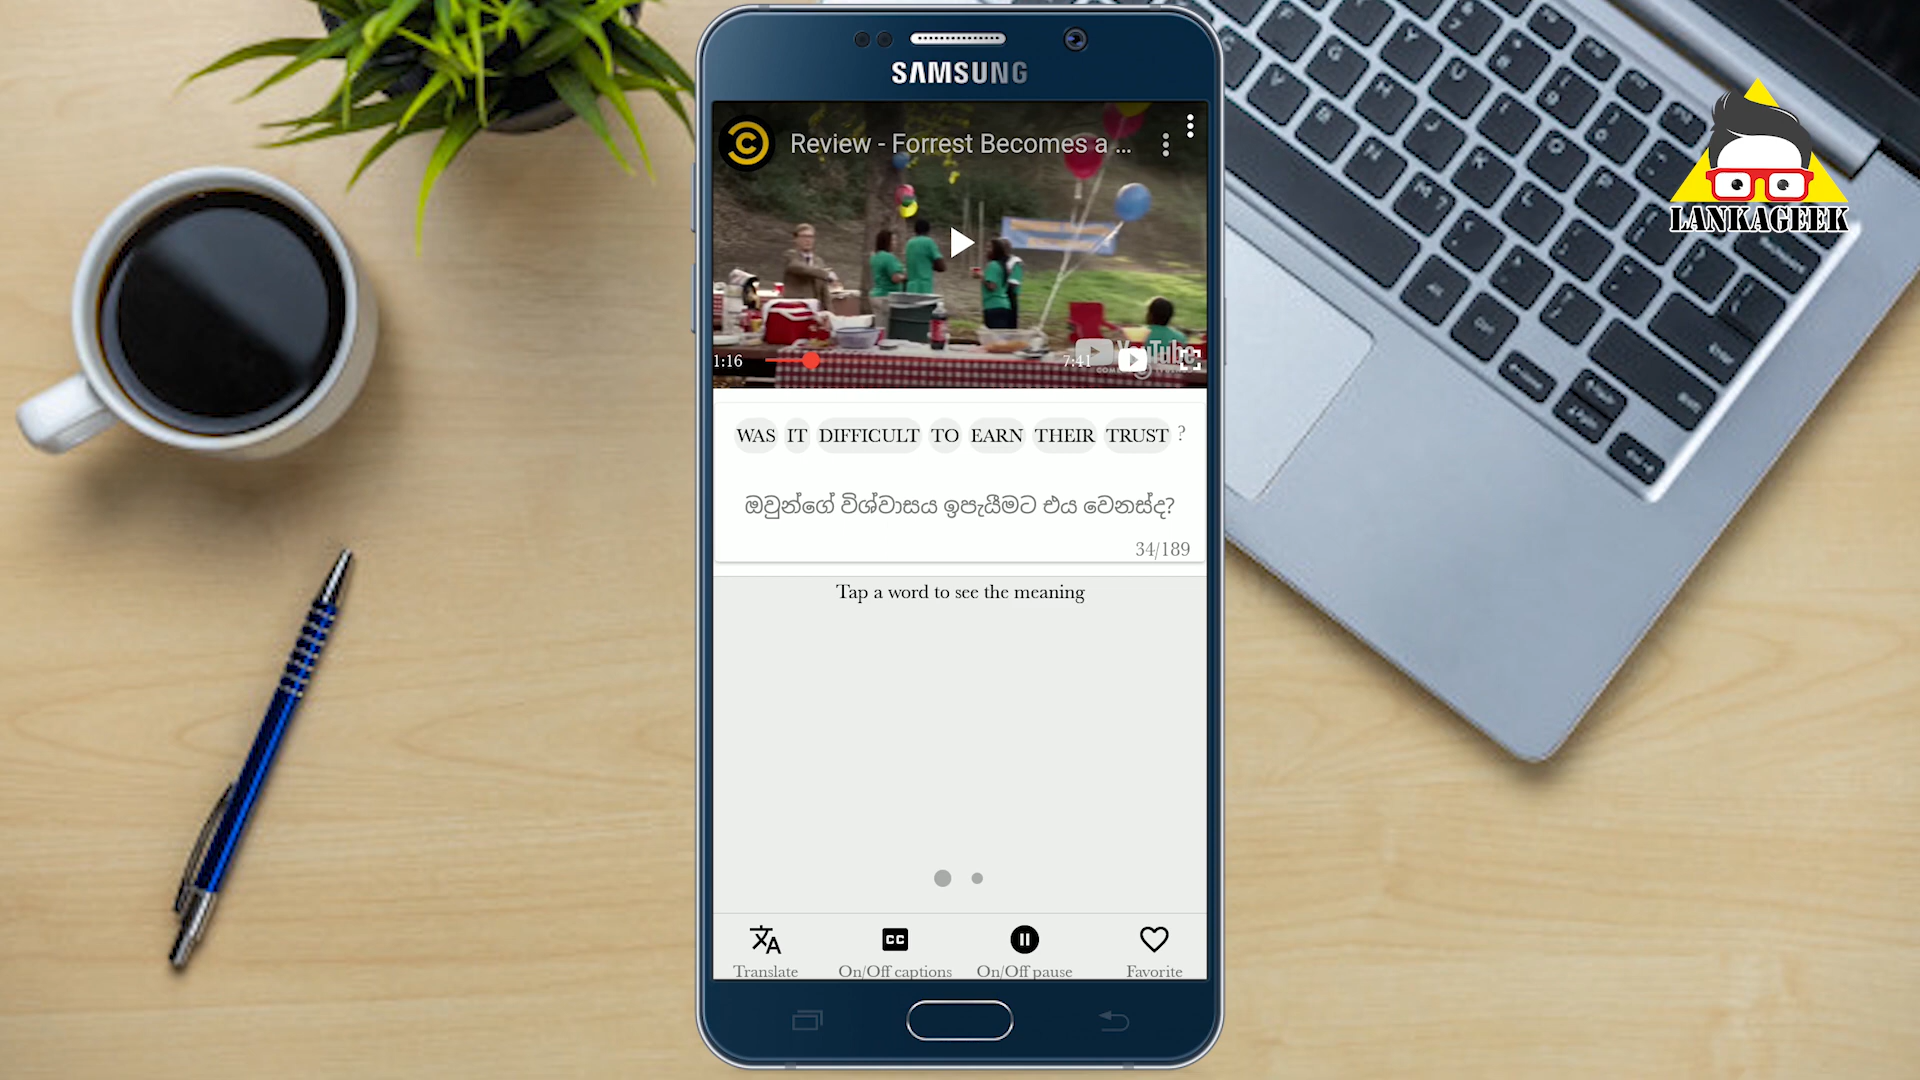 SAMSUNG
Review - Forrest Becomes a ...
1:16
7:41
YouTube
WAS IT DIFFICULT TO EARN THEIR TRUST ?
ඔවුන්ගේ විශ්වාසය ඉපැයීමට එය වෙනස්ද?
34/189
Tap a word to see the meaning
Translate
On/Off captions
On/Off pause
Favorite
LANKAGEEK